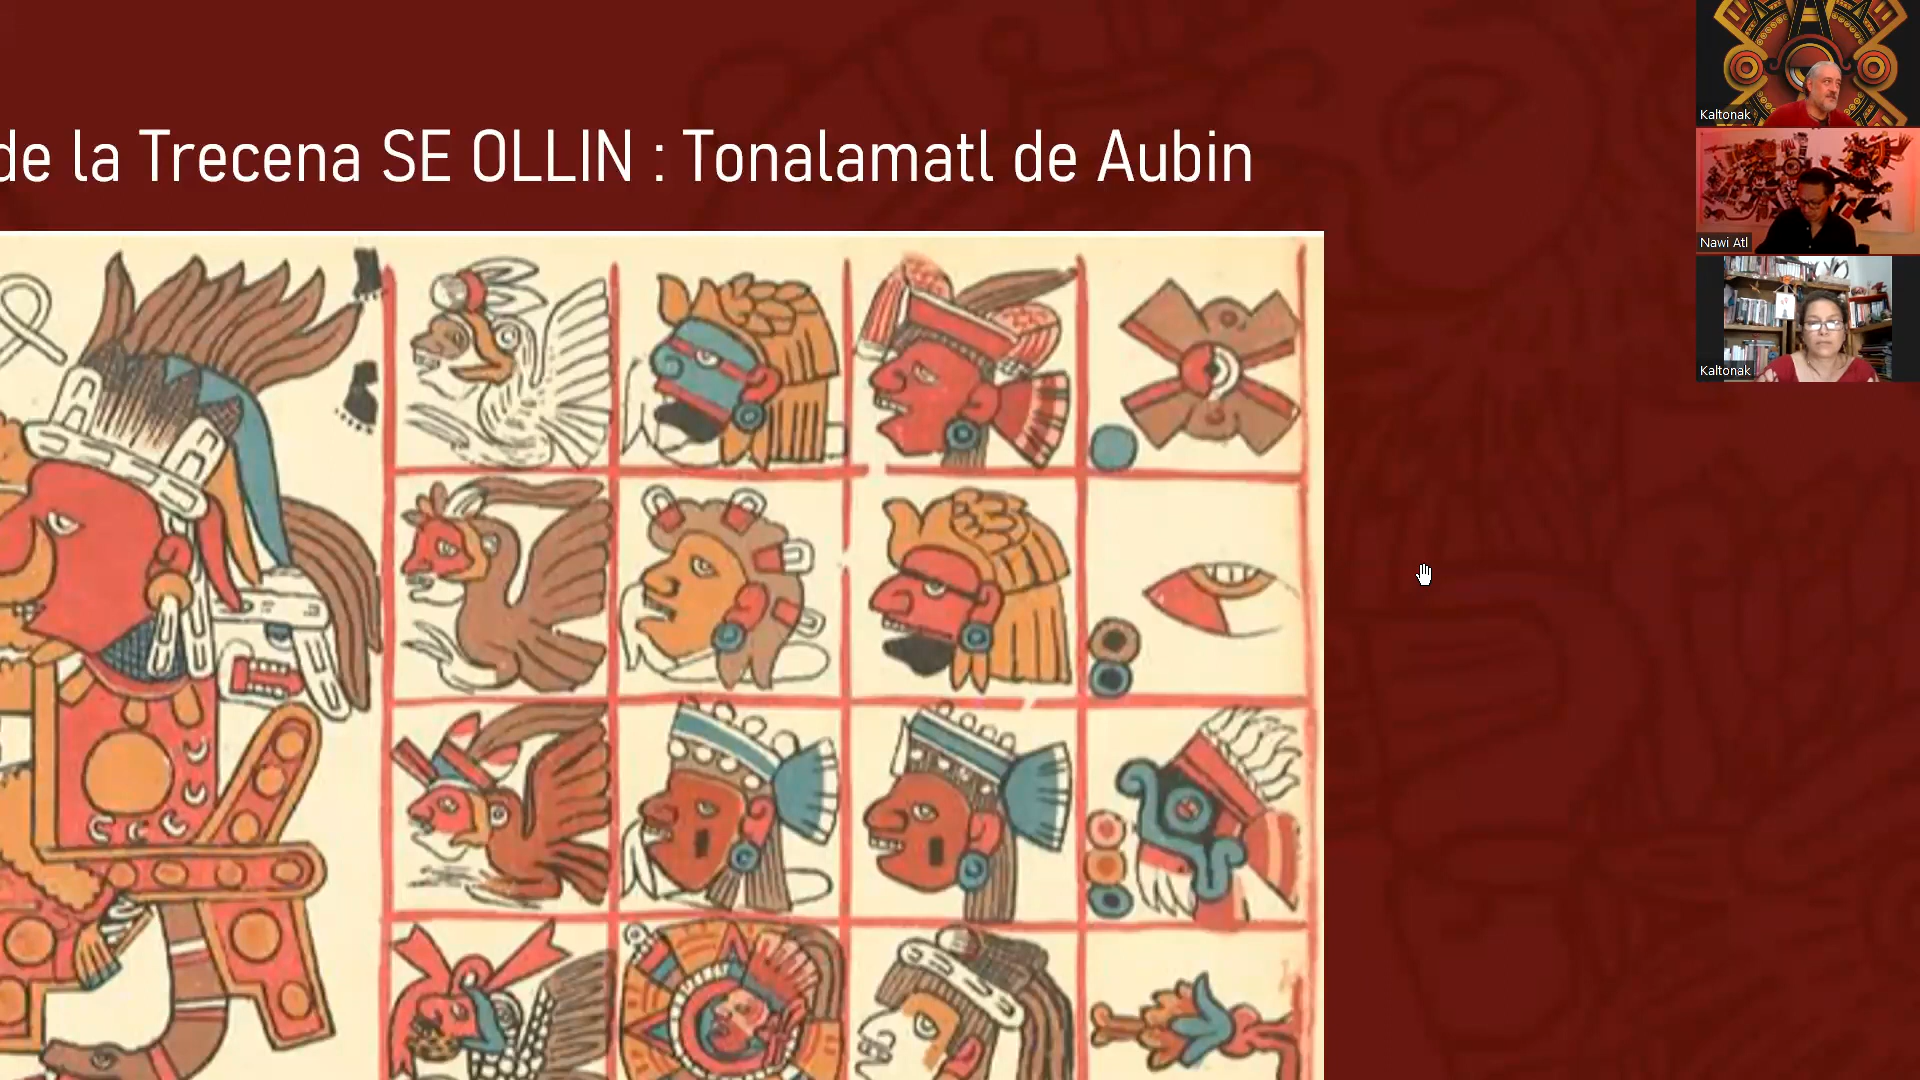 de la Trecena SE OLLIN : Tonalamatl de Aubin
Kaltonak
Nawi Atl
Kaltonak